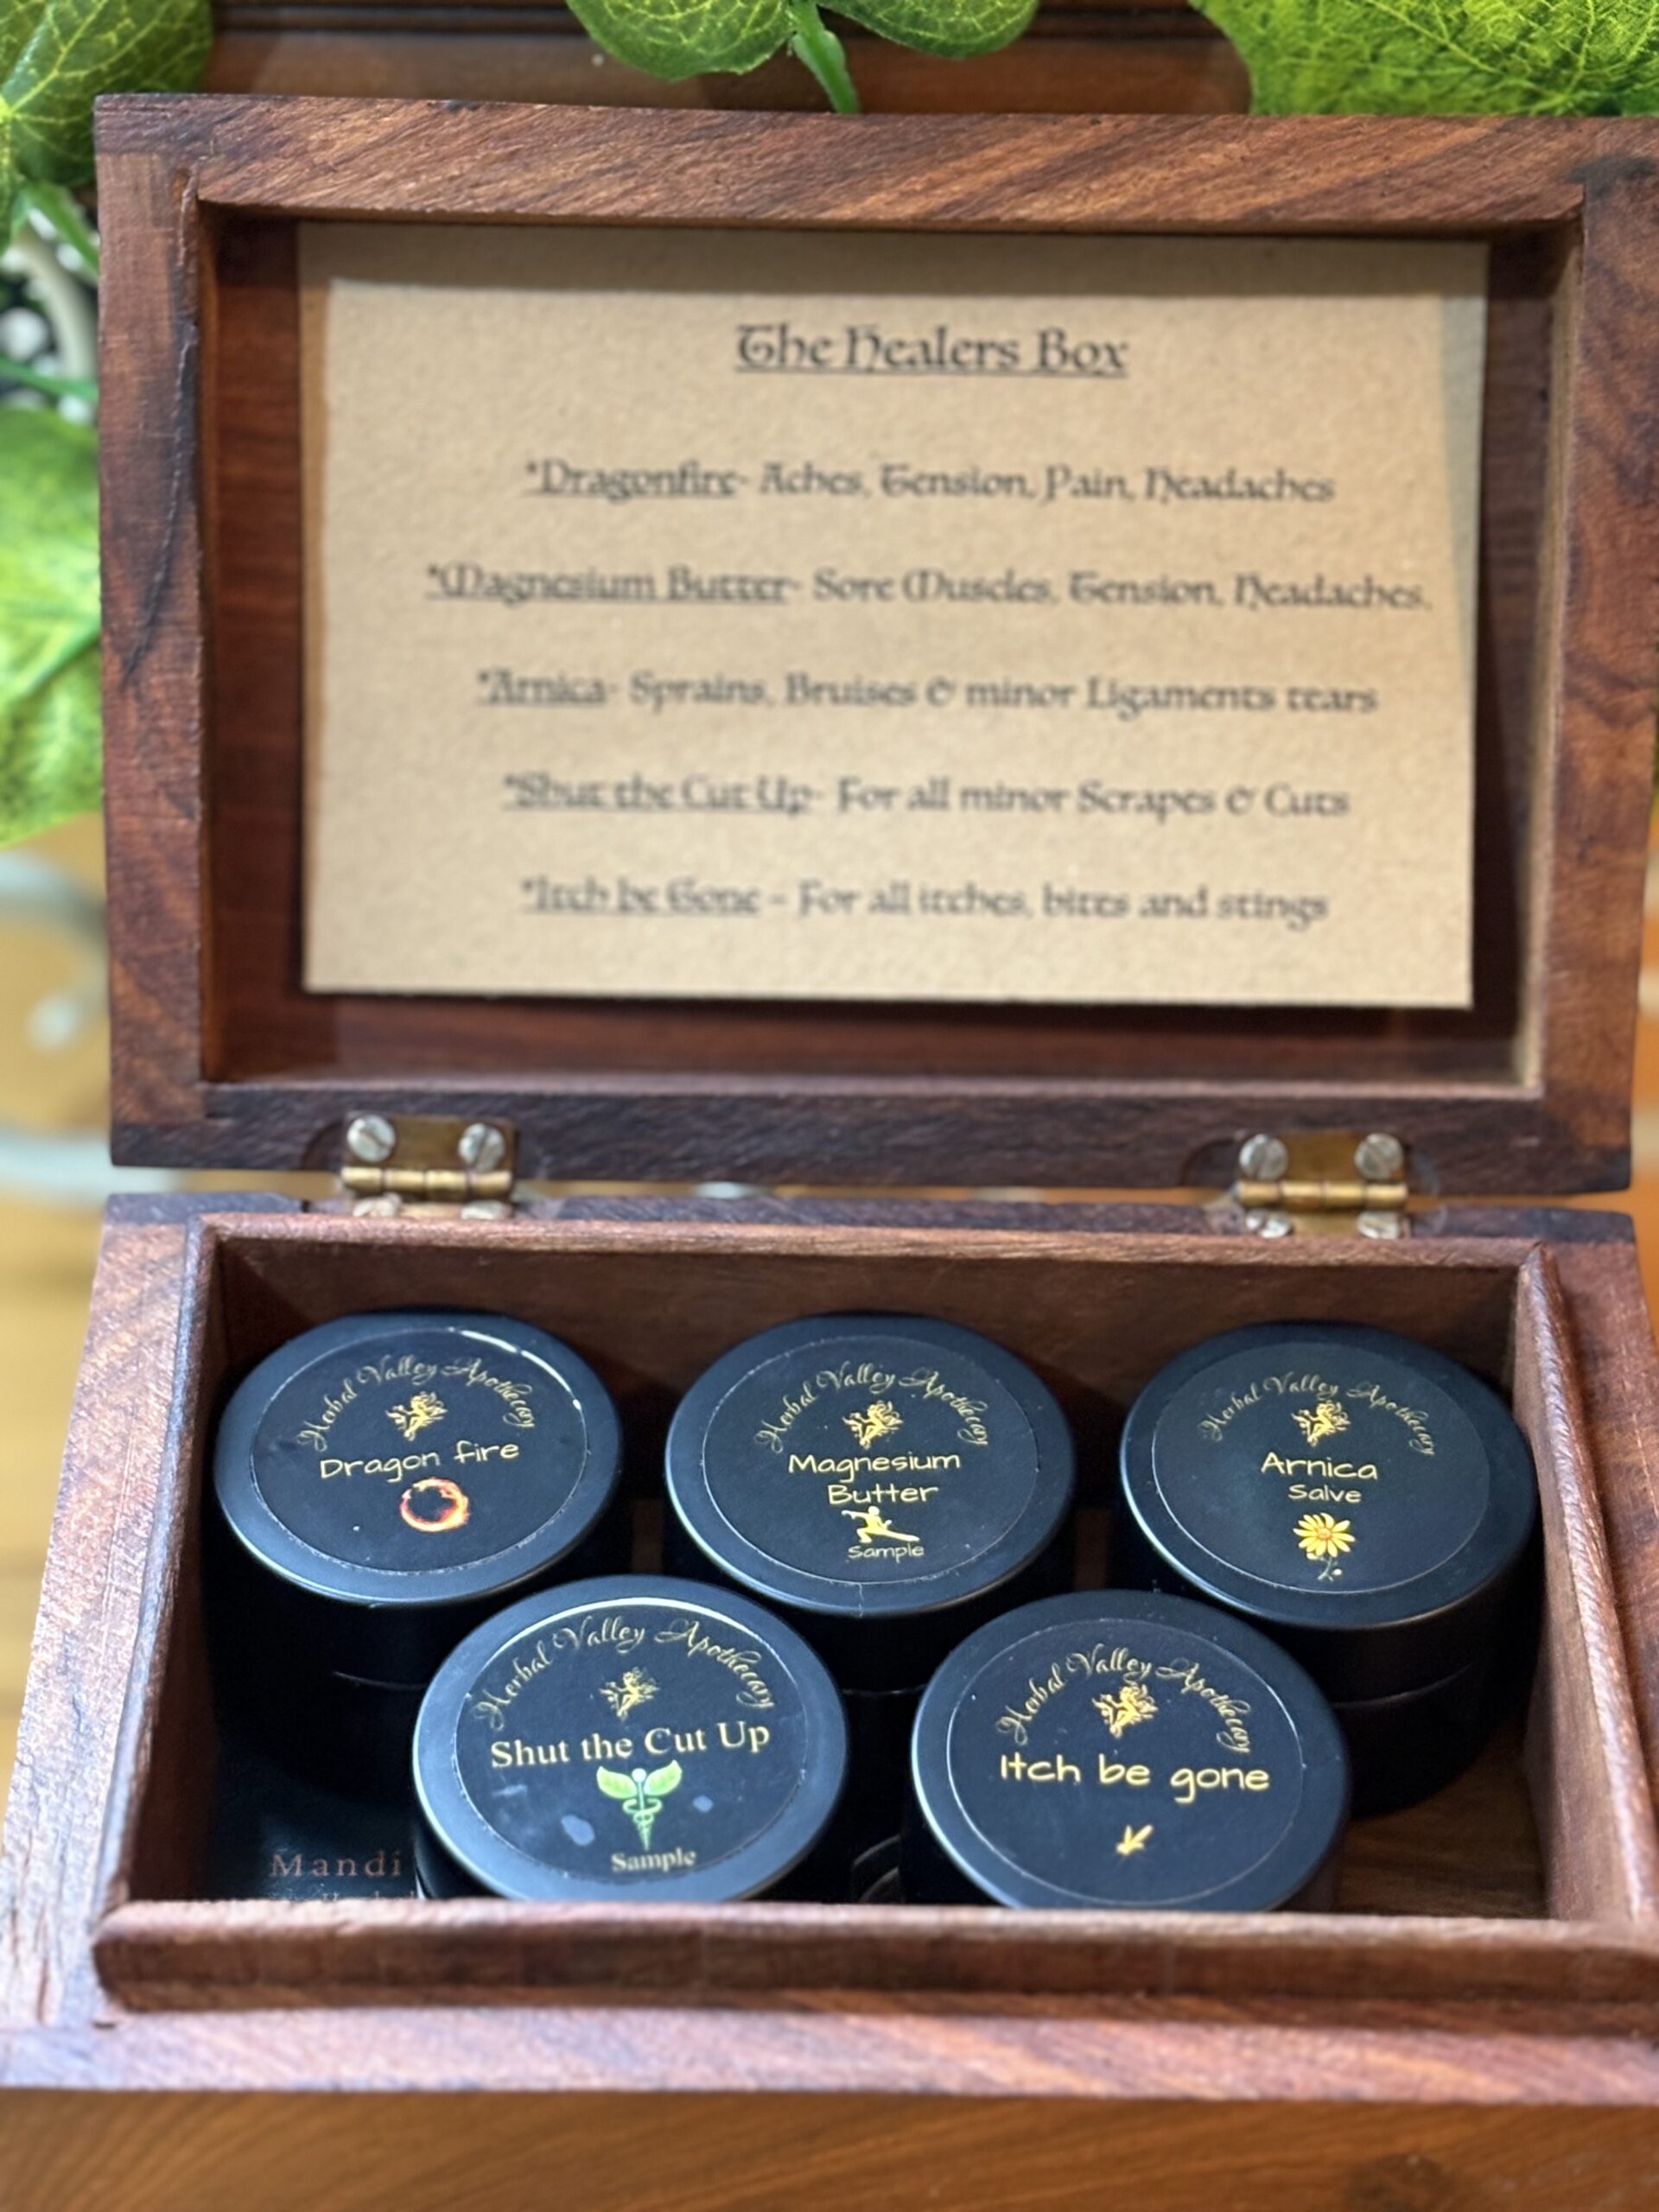 The Healers Box
*Dragonfire- Aches, Tension, Pain, Headaches
*Magnesium Butter- Sore Muscles, Tension, Headaches,
*Arnica- Sprains, Bruises & minor Ligaments tears
*Shut the Cut Up- For all minor Scrapes & Cuts
*Itch be Gone - For all itches, bites and stings
Herbal Valley Apothecary
Dragon fire
Herbal Valley Apothecary
Magnesium
Butter
Sample
Herbal Valley Apothecary
Arnica
Salve
Herbal Valley Apothecary
Shut the Cut Up
Sample
Herbal Valley Apothecary
Itch be gone
Mandi